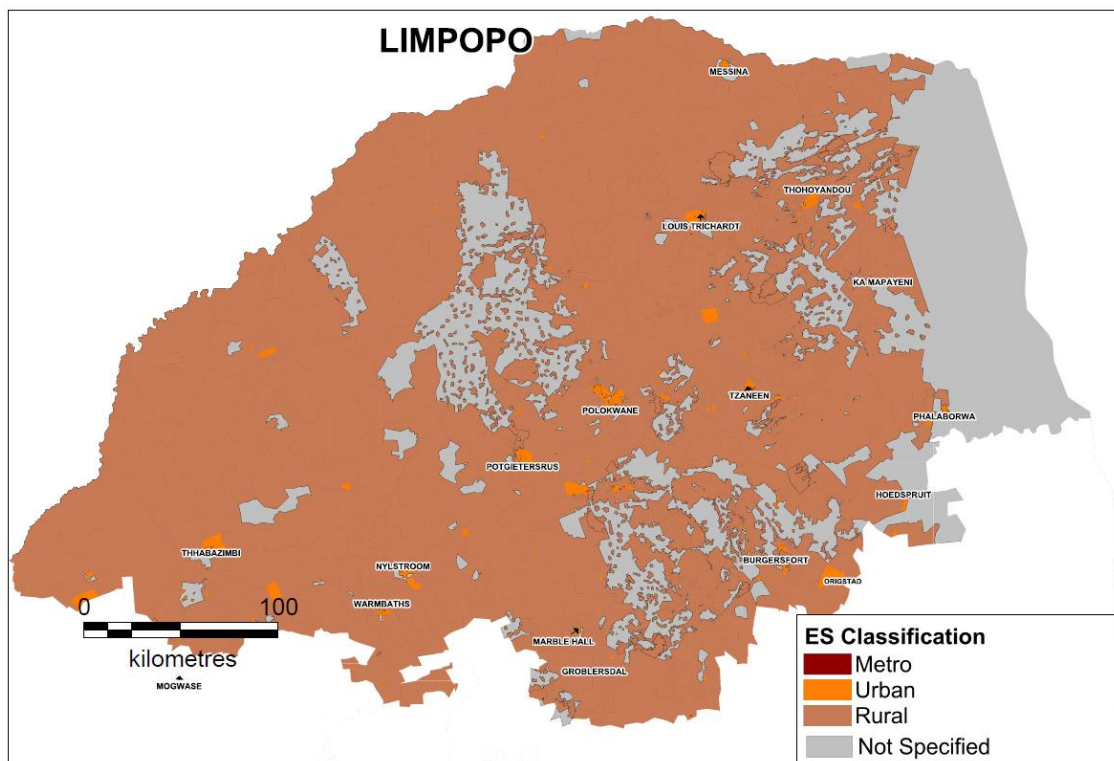 LIMPOPO
MESSINA
THOHOYANDOU
LOUIS TRICHARDT
KA MAPAYENI
TZANEEN
POLOKWANE
PHALABORWA
POTGIETERSRUS
HOEDSPRUIT
THHABAZIMBI
NYLSTROOM
BURGERSFORT
ORIGSTAD
WARMBATHS
0 100
kilometres
MARBLE HALL
GROBLERSDAL
MOGWASE
ES Classification
Metro
Urban
Rural
Not Specified